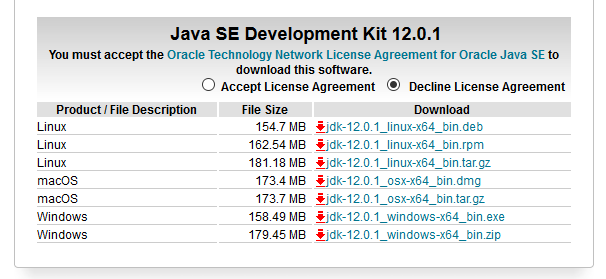 Java SE Development Kit 12.0.1
You must accept the Oracle Technology Network License Agreement for Oracle Java SE to
download this software.
Accept License Agreement Decline License Agreement
Product / File Description File Size Download
Linux 154.7 MB jdk-12.0.1_linux-x64_bin.deb
Linux 162.54 MB jdk-12.0.1_linux-x64_bin.rpm
Linux 181.18 MB jdk-12.0.1_linux-x64_bin.tar.gz
macOS 173.4 MB jdk-12.0.1_osx-x64_bin.dmg
macOS 173.7 MB jdk-12.0.1_osx-x64_bin.tar.gz
Windows 158.49 MB jdk-12.0.1_windows-x64_bin.exe
Windows 179.45 MB jdk-12.0.1_windows-x64_bin.zip